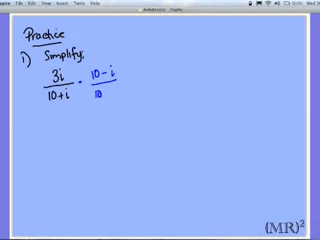 Practice
1) Simplify:
3i/10+i · 10-i/10
(MR)²